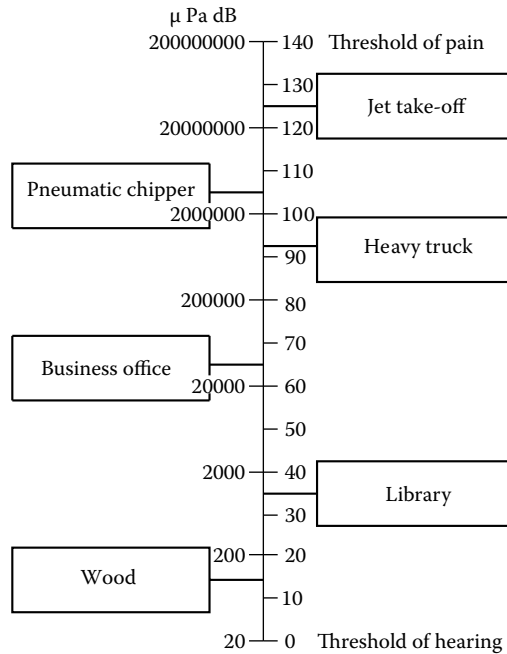 μ Pa dB
200000000 140 Threshold of pain
130
Jet take-off
20000000 120
110
Pneumatic chipper
2000000 100
Heavy truck
90
200000 80
70
Business office
20000 60
50
2000 40
Library
30
200 20
Wood
10
20 0 Threshold of hearing